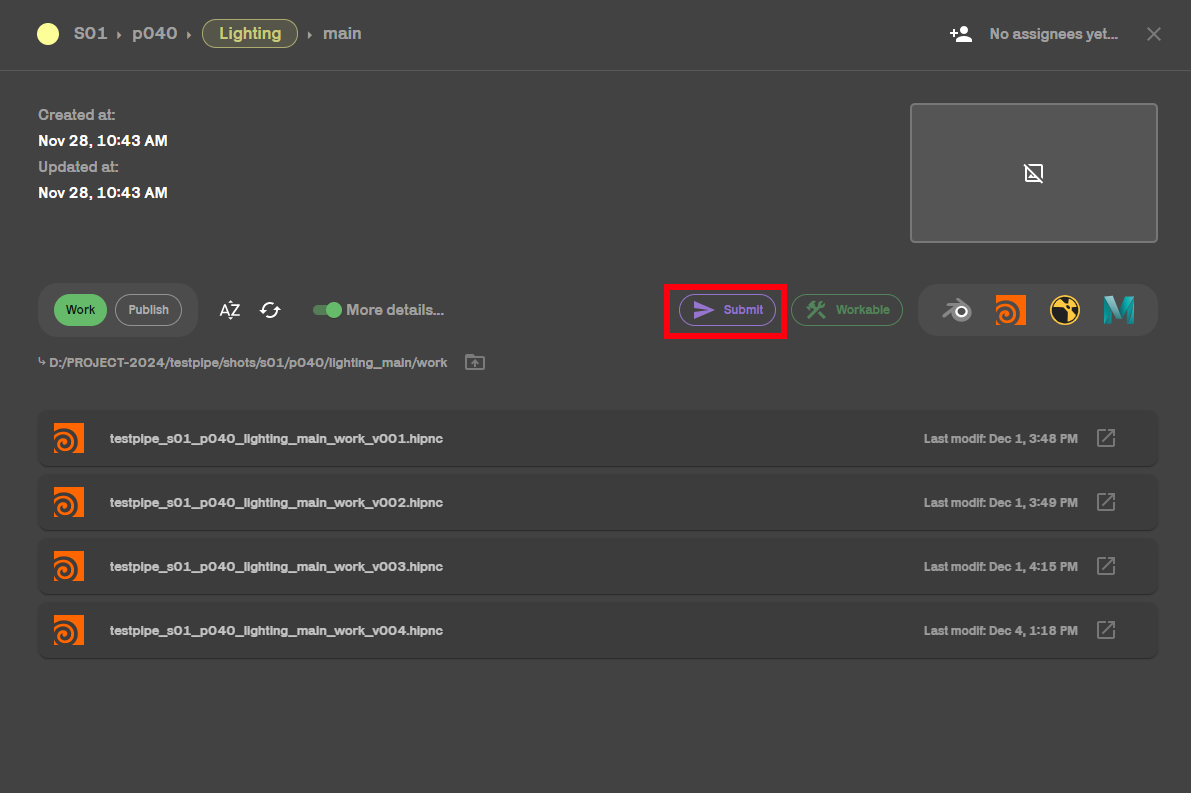 S01 › p040 › Lighting › main
No assignees yet...
Created at:
Nov 28, 10:43 AM
Updated at:
Nov 28, 10:43 AM
Work Publish
AZ
More details...
Submit
Workable
D:/PROJECT-2024/testpipe/shots/s01/p040/lighting_main/work
testpipe_s01_p040_lighting_main_work_v001.hipnc
Last modif: Dec 1, 3:48 PM
testpipe_s01_p040_lighting_main_work_v002.hipnc
Last modif: Dec 1, 3:49 PM
testpipe_s01_p040_lighting_main_work_v003.hipnc
Last modif: Dec 1, 4:15 PM
testpipe_s01_p040_lighting_main_work_v004.hipnc
Last modif: Dec 4, 1:18 PM